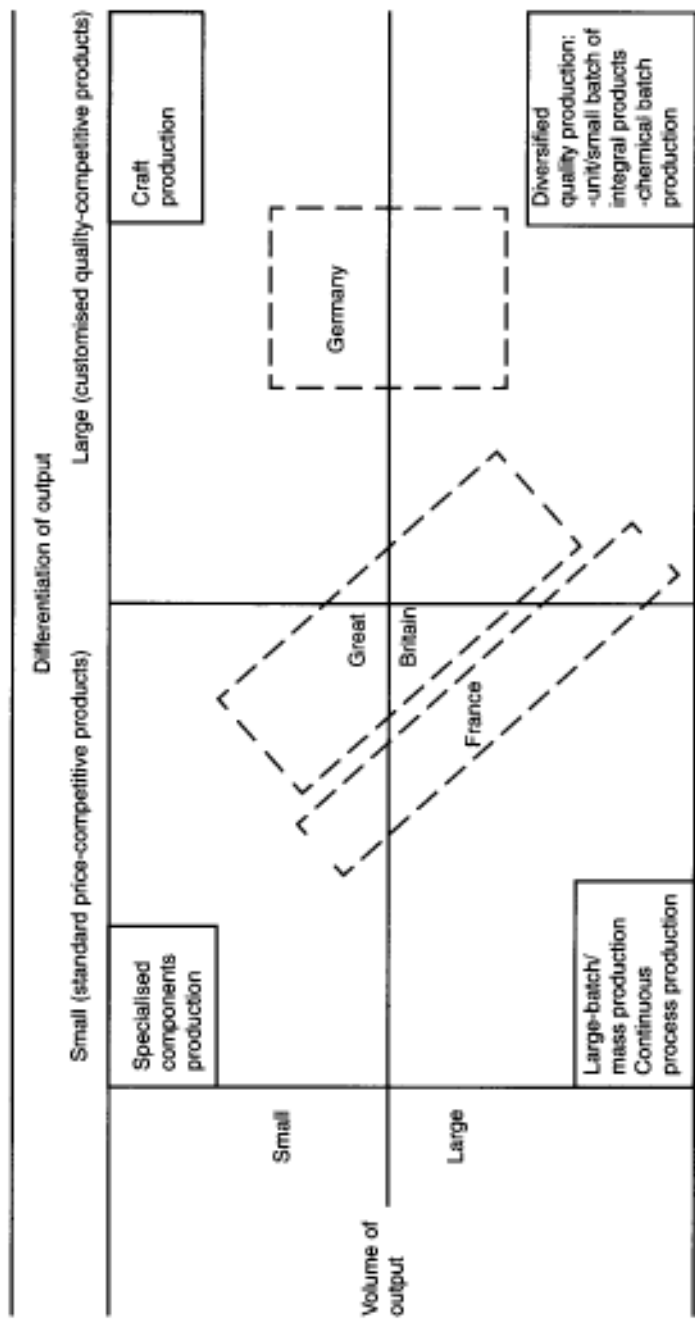 Differentiation of output
Small (standard price-competitive products)
Large (customised quality-competitive products)
Specialised
components
production
Craft
production
Volume of
output
Small
Large
Great
Britain
France
Germany
Large-batch/
mass production
Continuous
process production
Diversified
quality production:
-unit/small batch of
integral products
-chemical batch
production